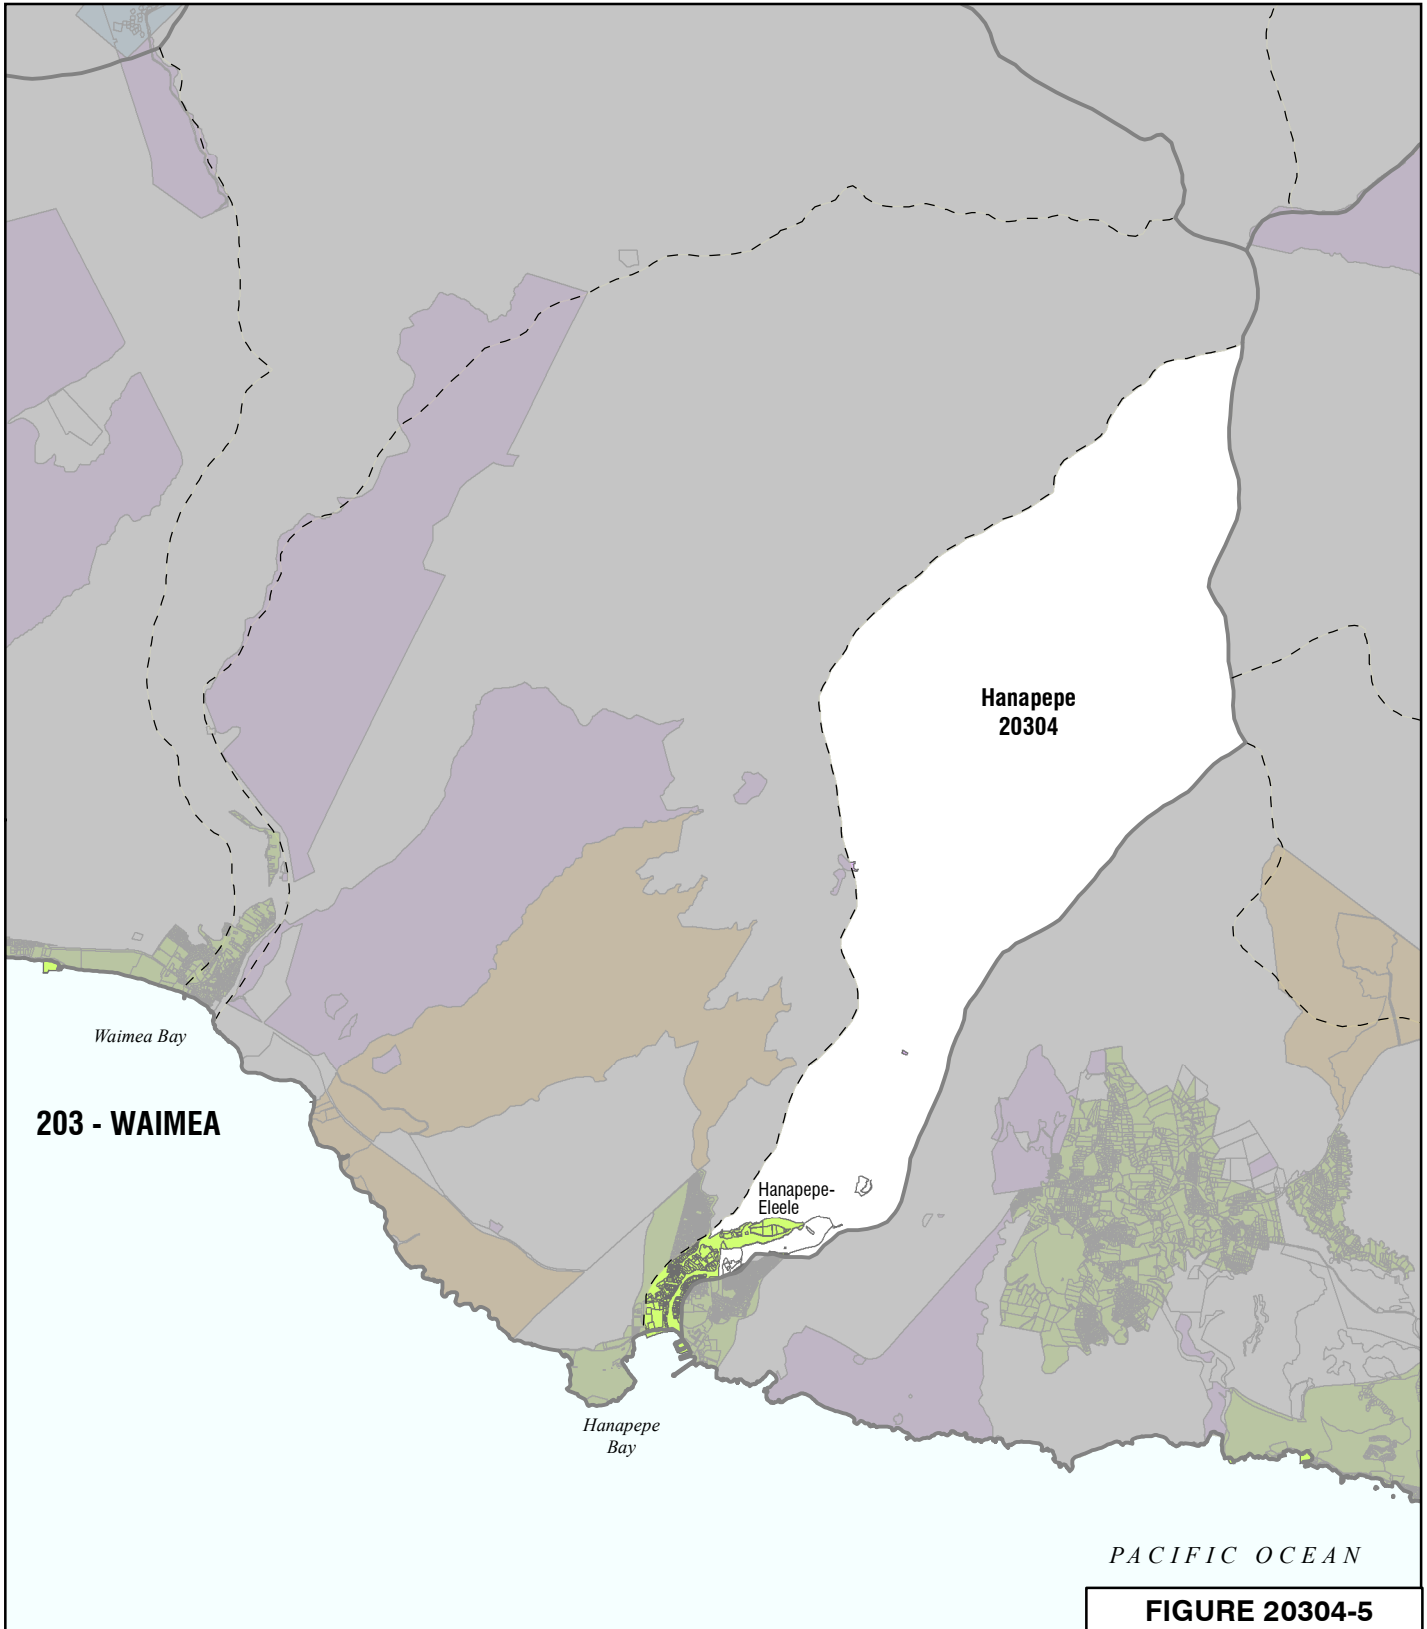 Hanapepe
20304
Waimea Bay
203 - WAIMEA
Hanapepe-
Eleele
Hanapepe
Bay
PACIFIC OCEAN
FIGURE 20304-5